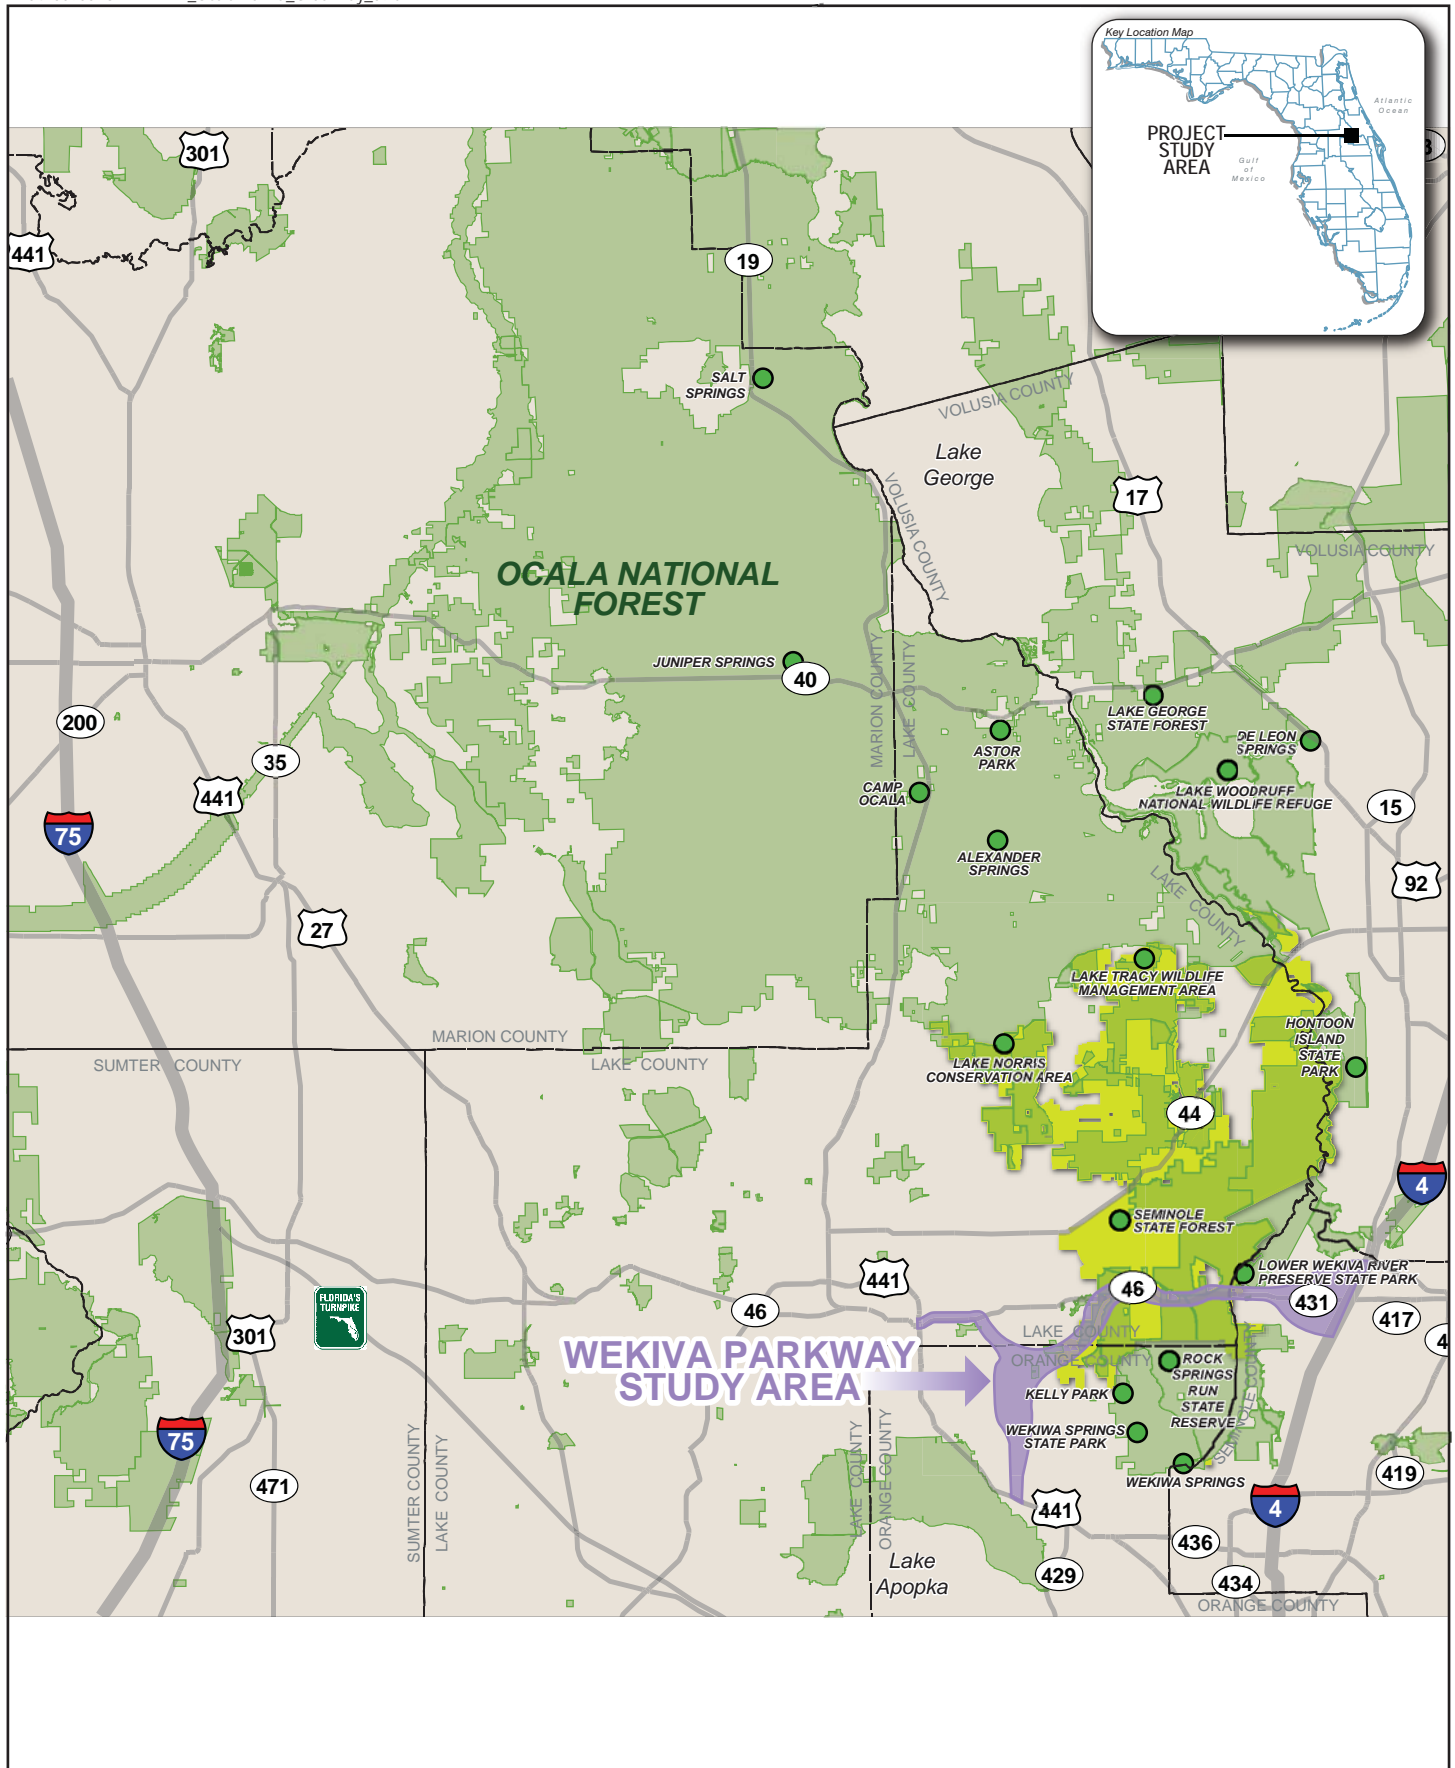 Key Location Map
Atlantic
Ocean
PROJECT
STUDY
AREA
Gulf
of
Mexico
301
441
19
SALT
SPRINGS
VOLUSIA COUNTY
Lake
George
17
VOLUSIA COUNTY
VOLUSIA COUNTY
OCALA NATIONAL
FOREST
JUNIPER SPRINGS
40
MARION COUNTY
LAKE COUNTY
LAKE GEORGE
STATE FOREST
200
35
ASTOR
PARK
DE LEON
SPRINGS
441
CAMP
OCALA
LAKE WOODRUFF
NATIONAL WILDLIFE REFUGE
15
75
ALEXANDER
SPRINGS
LAKE COUNTY
92
27
LAKE TRACY WILDLIFE
MANAGEMENT AREA
MARION COUNTY
SUMTER COUNTY
LAKE COUNTY
LAKE NORRIS
CONSERVATION AREA
HONTOON
ISLAND
STATE
PARK
44
4
SEMINOLE
STATE FOREST
441
46
46
LOWER WEKIVA RIVER
PRESERVE STATE PARK
431
417
FLORIDA'S
TURNPIKE
301
LAKE COUNTY
ORANGE COUNTY
WEKIVA PARKWAY
STUDY AREA
ROCK
SPRINGS
RUN
STATE
RESERVE
KELLY PARK
WEKIWA SPRINGS
STATE PARK
SEMINOLE COUNTY
75
471
SUMTER COUNTY
LAKE COUNTY
LAKE COUNTY
ORANGE COUNTY
WEKIWA SPRINGS
419
441
4
436
Lake
Apopka
429
434
ORANGE COUNTY